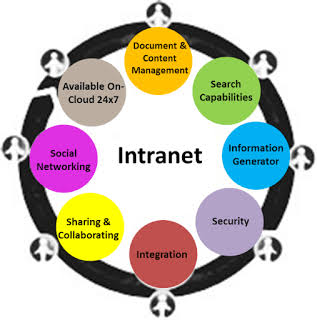 Document &
Content
Management
Search
Capabilities
Information
Generator
Security
Integration
Sharing &
Collaborating
Social
Networking
Available On-
Cloud 24x7
Intranet